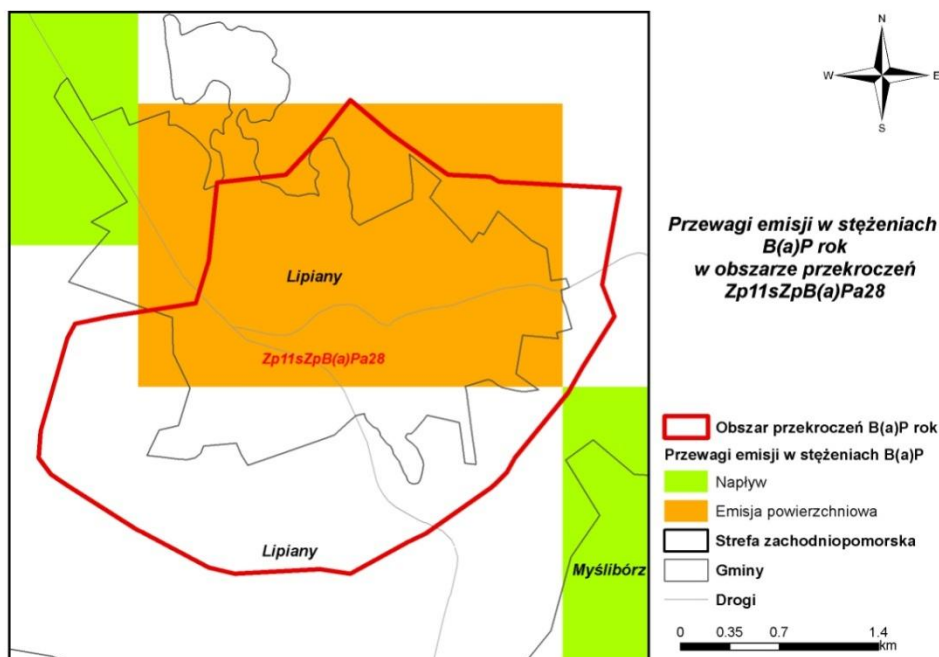 N
W
E
S
Przewagi emisji w stężeniach
B(a)P rok
w obszarze przekroczeń
Zp11sZpB(a)Pa28
Lipiany
Zp11sZpB(a)Pa28
Lipiany
Myślibórz
Obszar przekroczeń B(a)P rok
Przewagi emisji w stężeniach B(a)P
Napływ
Emisja powierzchniowa
Strefa zachodniopomorska
Gminy
Drogi
0 0.35 0.7 1.4
km